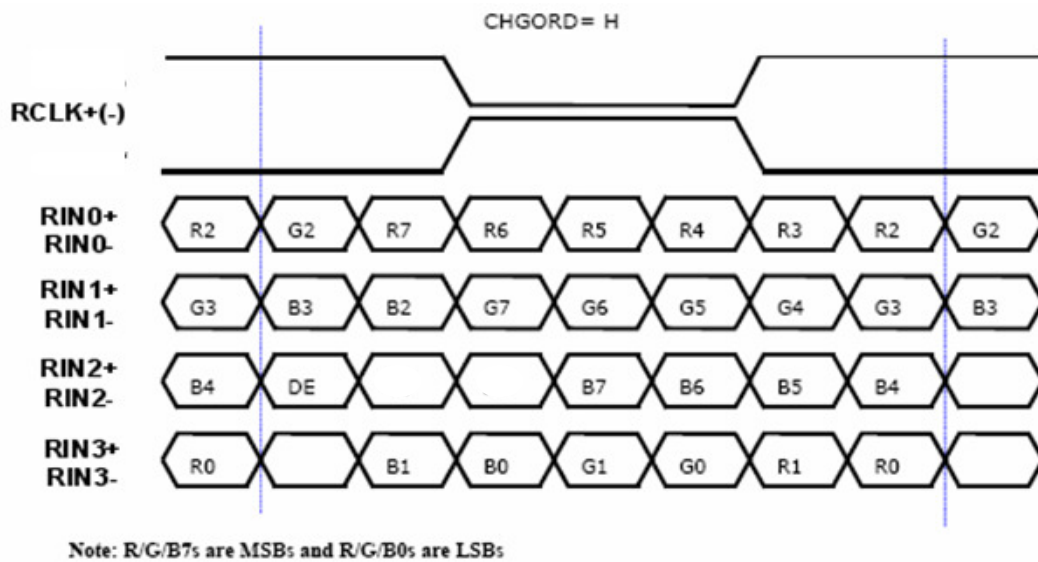 CHGORD= H
RCLK+(-)
RIN0+
RIN0-
R2 G2 R7 R6 R5 R4 R3 R2 G2
RIN1+
RIN1-
G3 B3 B2 G7 G6 G5 G4 G3 B3
RIN2+
RIN2-
B4 DE B7 B6 B5 B4
RIN3+
RIN3-
R0 B1 B0 G1 G0 R1 R0
Note: R/G/B7s are MSBs and R/G/B0s are LSBs